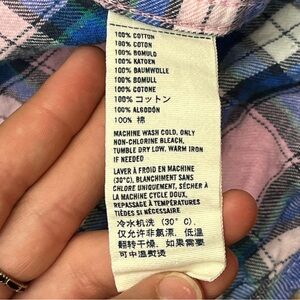 100% COTTON
100% COTON
100% BOMULD
100% KATOEN
100% BAUMWOLLE
100% BOMULL
100% COTONE
100% コットン
100% ALGODÓN
100% 棉
MACHINE WASH COLD, ONLY
NON-CHLORINE BLEACH,
TUMBLE DRY LOW, WARM IRON
IF NEEDED
LAVER À FROID EN MACHINE
(30°C), BLANCHIMENT SANS
CHLORE UNIQUEMENT, SÉCHER À
LA MACHINE CYCLE DOUX,
REPASSAGE À TEMPÉRATURES
TIÈDES SI NÉCESSAIRE
冷水机洗 (30° C),
仅允许非氯漂, 低温
翻转干燥, 如果需要
可中温熨烫